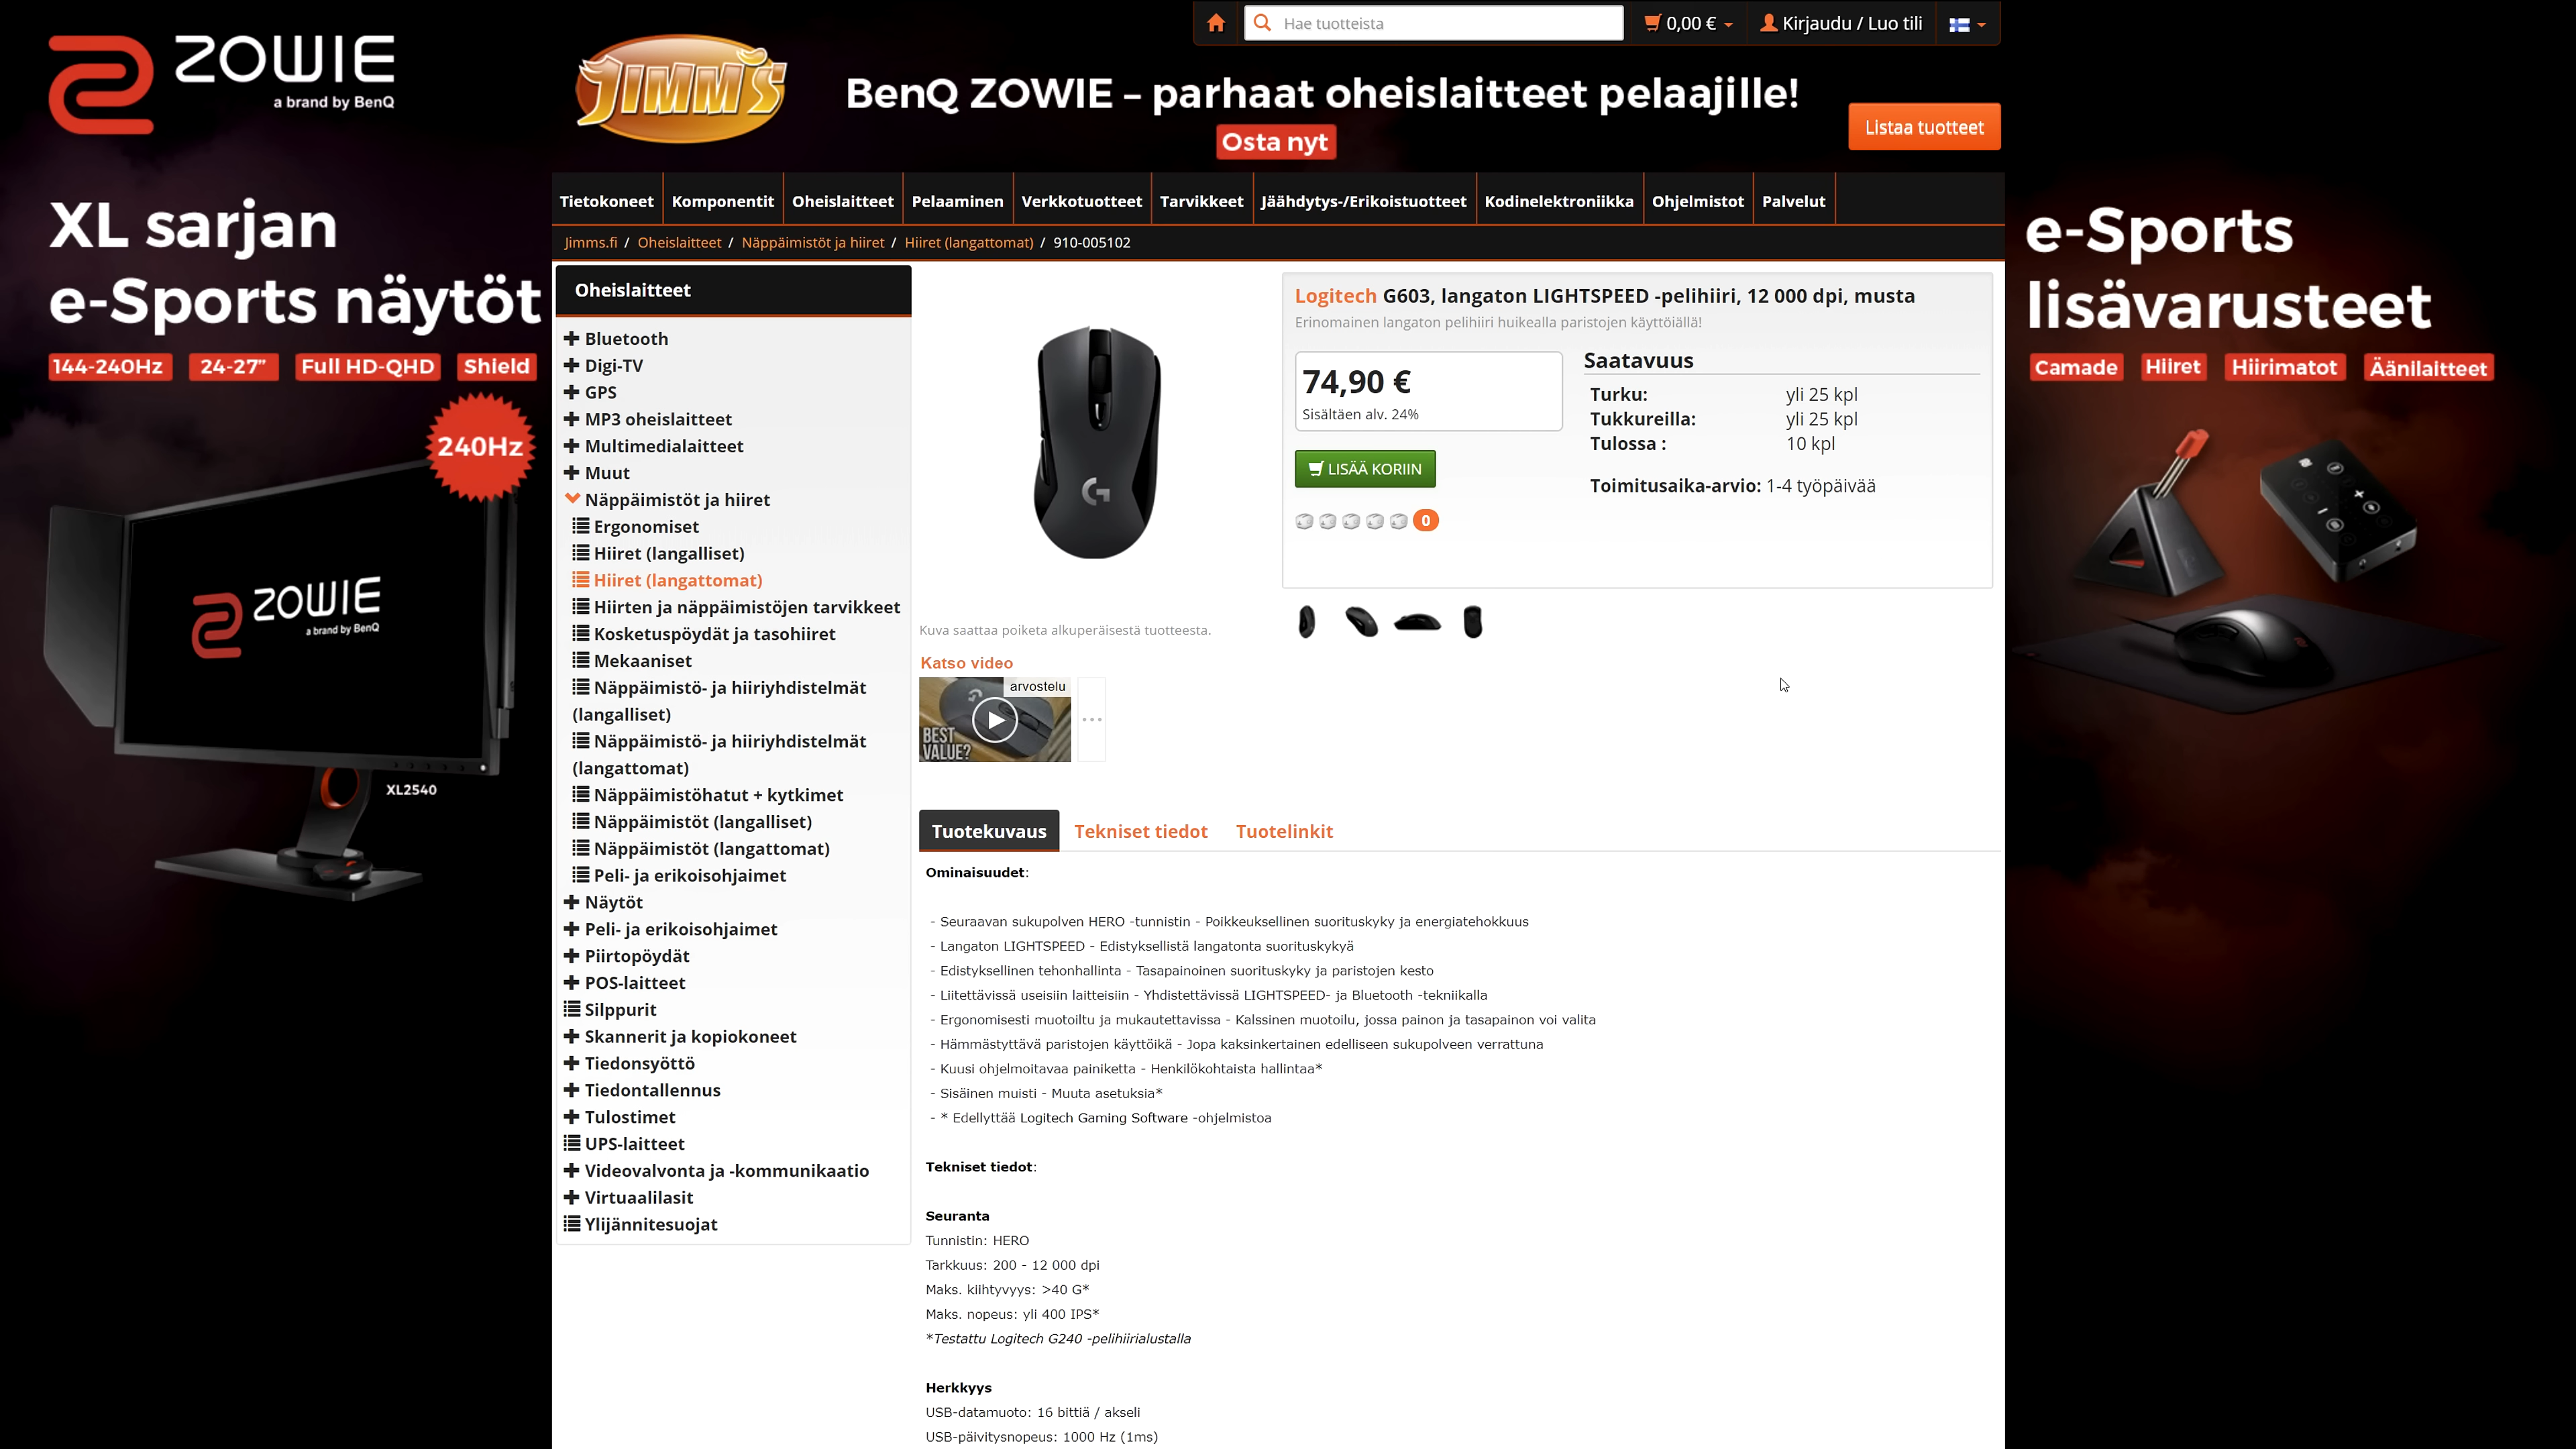 ZOWIE
a brand by BenQ
XL sarjan
e-Sports näytöt
144-240Hz 24-27” Full HD-QHD Shield
240Hz
ZOWIE
a brand by BenQ
XL2540
Hae tuotteista
0,00 €
Kirjaudu / Luo tili
JIMM'S
BenQ ZOWIE – parhaat oheislaitteet pelaajille!
Osta nyt
Listaa tuotteet
Tietokoneet Komponentit Oheislaitteet Pelaaminen Verkkotuotteet Tarvikkeet Jäähdytys-/Erikoistuotteet Kodinelektroniikka Ohjelmistot Palvelut
Jimms.fi / Oheislaitteet / Näppäimistöt ja hiiret / Hiiret (langattomat) / 910-005102
Oheislaitteet
Bluetooth
Digi-TV
GPS
MP3 oheislaitteet
Multimedialaitteet
Muut
Näppäimistöt ja hiiret
Ergonomiset
Hiiret (langalliset)
Hiiret (langattomat)
Hiirten ja näppäimistöjen tarvikkeet
Kosketuspöydät ja tasohiiret
Mekaaniset
Näppäimistö- ja hiiriyhdistelmät
(langalliset)
Näppäimistö- ja hiiriyhdistelmät
(langattomat)
Näppäimistöhatut + kytkimet
Näppäimistöt (langalliset)
Näppäimistöt (langattomat)
Peli- ja erikoisohjaimet
Näytöt
Peli- ja erikoisohjaimet
Piirtopöydät
POS-laitteet
Silppurit
Skannerit ja kopiokoneet
Tiedonsyöttö
Tiedontallennus
Tulostimet
UPS-laitteet
Videovalvonta ja -kommunikaatio
Virtuaalilasit
Ylijännitesuojat
G
Kuva saattaa poiketa alkuperäisestä tuotteesta.
Katso video
arvostelu
BEST
VALUE?
Logitech G603, langaton LIGHTSPEED -pelihiiri, 12 000 dpi, musta
Erinomainen langaton pelihiiri huikealla paristojen käyttöiällä!
74,90 €
Sisältäen alv. 24%
LISÄÄ KORIIN
0
Saatavuus
Turku: yli 25 kpl
Tukkureilla: yli 25 kpl
Tulossa : 10 kpl
Toimitusaika-arvio: 1-4 työpäivää
Tuotekuvaus Tekniset tiedot Tuotelinkit
Ominaisuudet:
- Seuraavan sukupolven HERO -tunnistin - Poikkeuksellinen suorituskyky ja energiatehokkuus
- Langaton LIGHTSPEED - Edistyksellistä langatonta suorituskykyä
- Edistyksellinen tehonhallinta - Tasapainoinen suorituskyky ja paristojen kesto
- Liitettävissä useisiin laitteisiin - Yhdistettävissä LIGHTSPEED- ja Bluetooth -tekniikalla
- Ergonomisesti muotoiltu ja mukautettavissa - Kalssinen muotoilu, jossa painon ja tasapainon voi valita
- Hämmästyttävä paristojen käyttöikä - Jopa kaksinkertainen edelliseen sukupolveen verrattuna
- Kuusi ohjelmoitavaa painiketta - Henkilökohtaista hallintaa*
- Sisäinen muisti - Muuta asetuksia*
- * Edellyttää Logitech Gaming Software -ohjelmistoa
Tekniset tiedot:
Seuranta
Tunnistin: HERO
Tarkkuus: 200 - 12 000 dpi
Maks. kiihtyvyys: >40 G*
Maks. nopeus: yli 400 IPS*
*Testattu Logitech G240 -pelihiirialustalla
Herkkyys
USB-datamuoto: 16 bittiä / akseli
USB-päivitysnopeus: 1000 Hz (1ms)
e-Sports
lisävarusteet
Camade Hiiret Hiirimatot Äänilaitteet